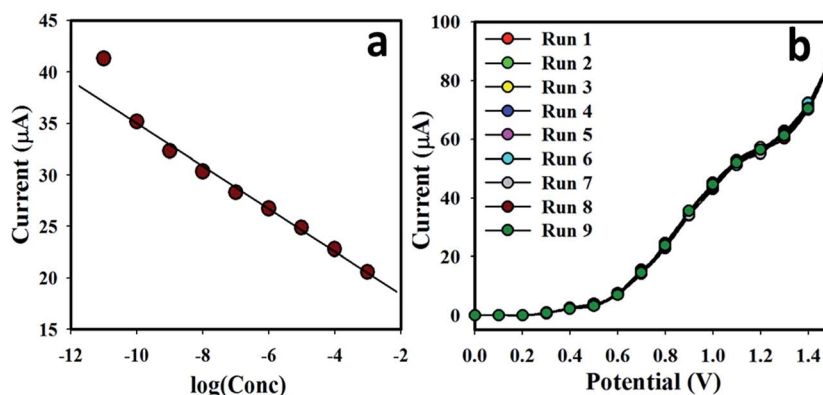 a
45
40
35
30
25
20
15
Current (µA)
-12 -10 -8 -6 -4 -2
log(Conc)
b
100
80
60
40
20
0
Current (µA)
Run 1
Run 2
Run 3
Run 4
Run 5
Run 6
Run 7
Run 8
Run 9
0.0 0.2 0.4 0.6 0.8 1.0 1.2 1.4
Potential (V)